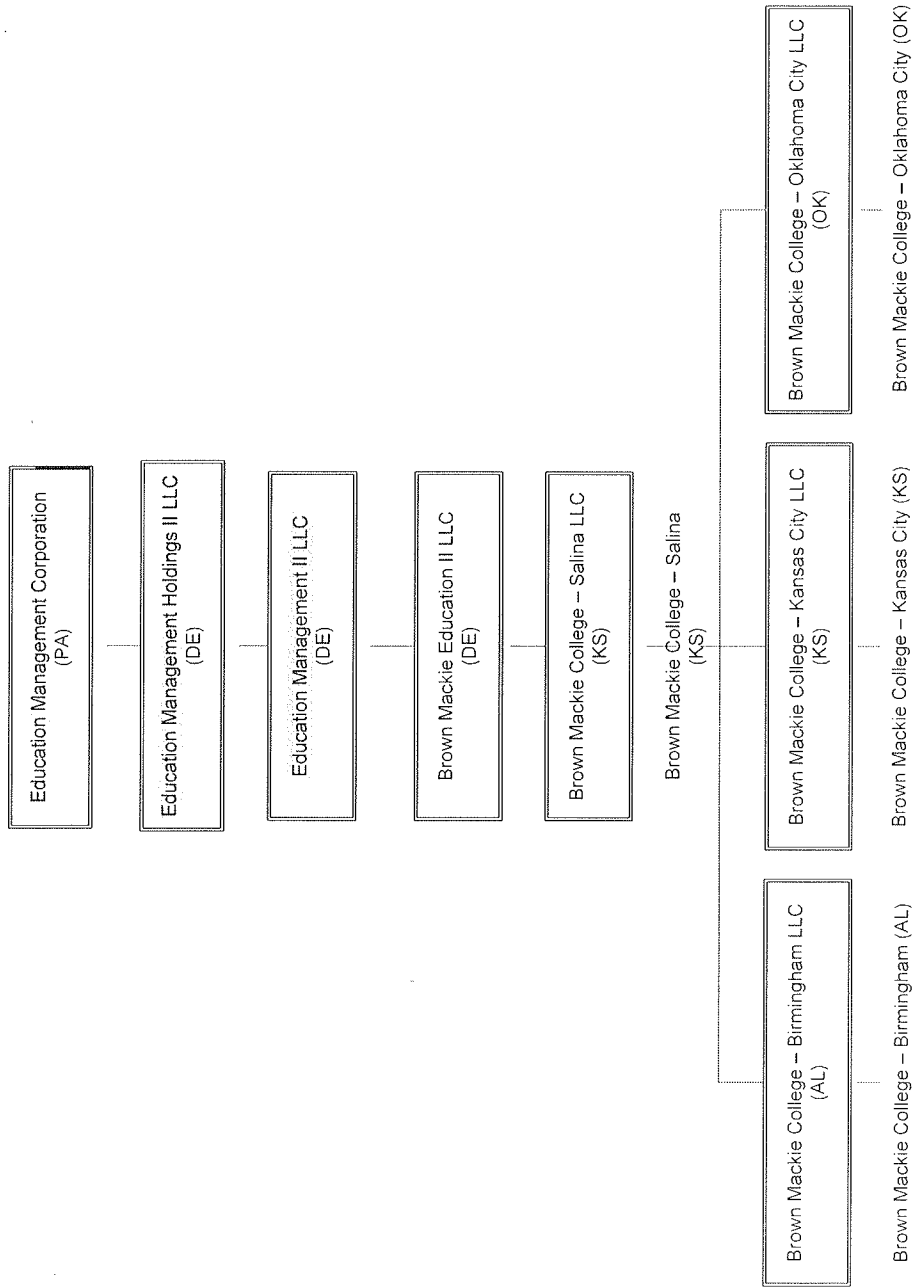 Education Management Corporation
(PA)
Education Management Holdings II LLC
(DE)
Education Management II LLC
(DE)
Brown Mackie Education II LLC
(DE)
Brown Mackie College – Salina LLC
(KS)
Brown Mackie College – Salina
(KS)
Brown Mackie College – Birmingham LLC
(AL)
Brown Mackie College – Birmingham (AL)
Brown Mackie College – Kansas City LLC
(KS)
Brown Mackie College – Kansas City (KS)
Brown Mackie College – Oklahoma City LLC
(OK)
Brown Mackie College – Oklahoma City (OK)